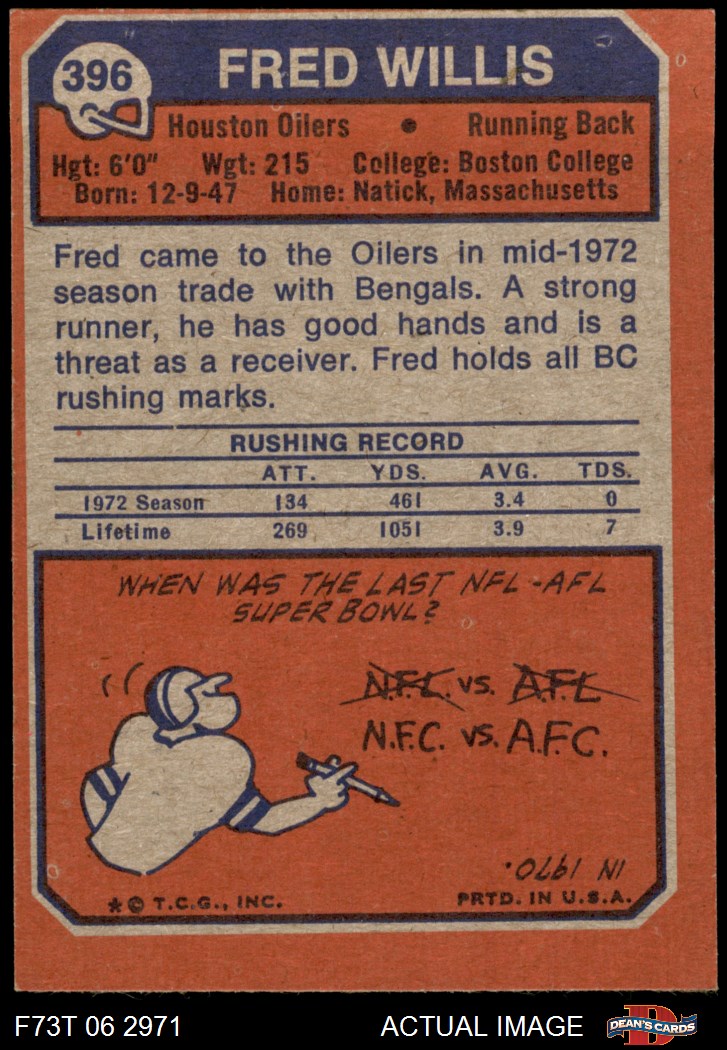 396
FRED WILLIS
Houston Oilers • Running Back
Hgt: 6'0" Wgt: 215 College: Boston College
Born: 12-9-47 Home: Natick, Massachusetts
Fred came to the Oilers in mid-1972
season trade with Bengals. A strong
runner, he has good hands and is a
threat as a receiver. Fred holds all BC
rushing marks.
RUSHING RECORD
ATT. YDS. AVG. TDS.
1972 Season 134 461 3.4 0
Lifetime 269 1051 3.9 7
WHEN WAS THE LAST NFL-AFL
SUPER BOWL?
N.F.L. vs. A.F.L
N.F.C. vs. A.F.C.
IN 1970.
* © T.C.G., INC. PRTD. IN U.S.A.
F73T 06 2971 ACTUAL IMAGE D DEAN'S CARDS